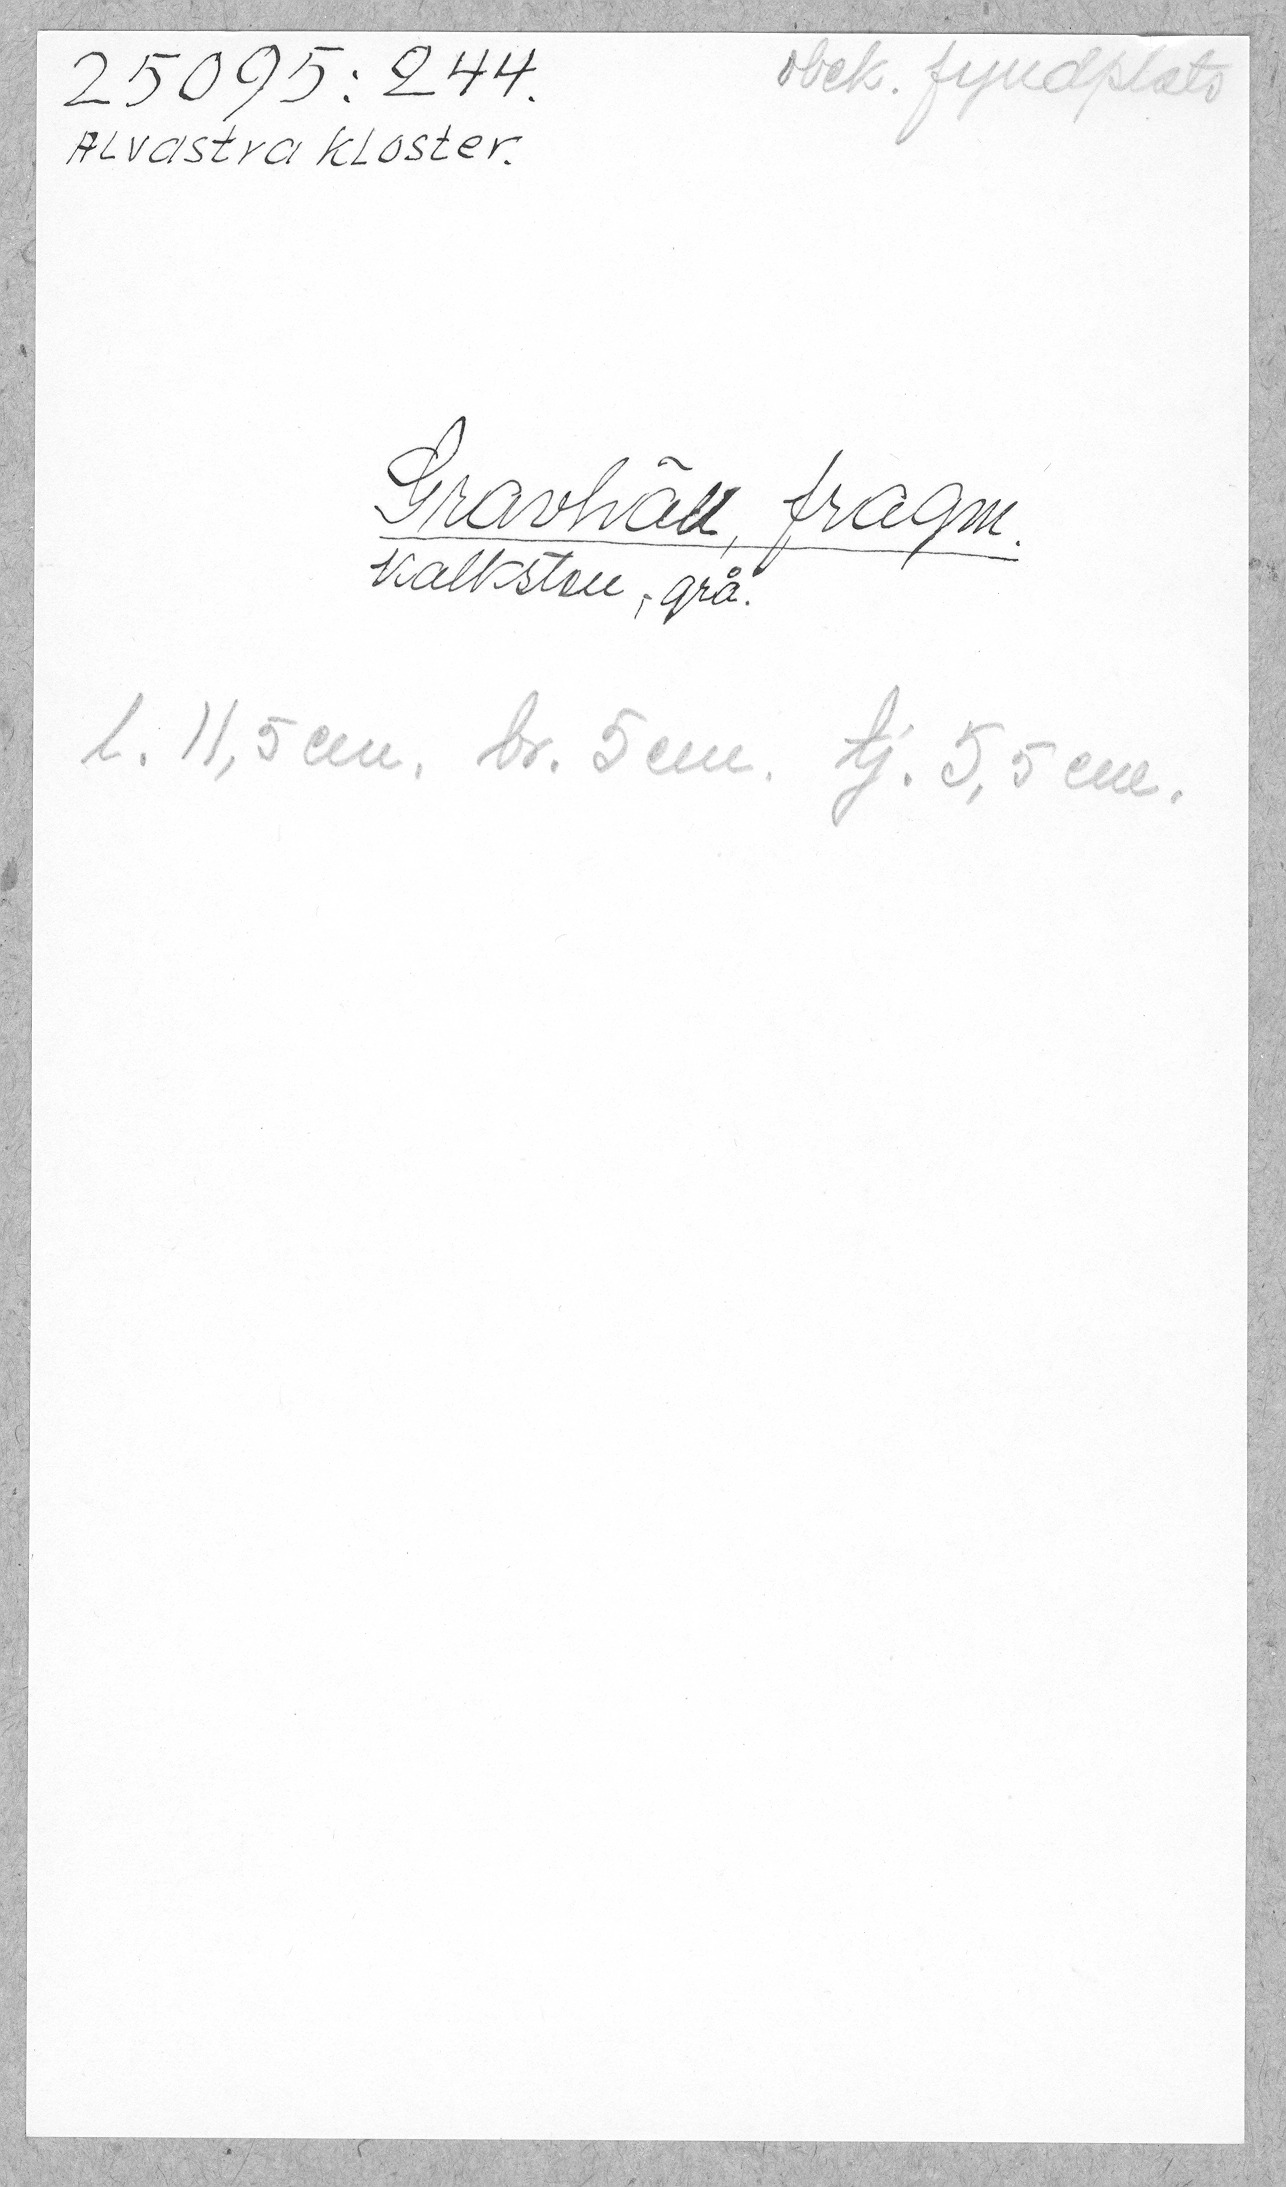 25095:244.
obek. fyndplats
Alvastra kloster.
Gravhäll, fragm.
Kalksten, grå.
l. 11,5 cm. br. 5 cm. tj. 5,5 cm.